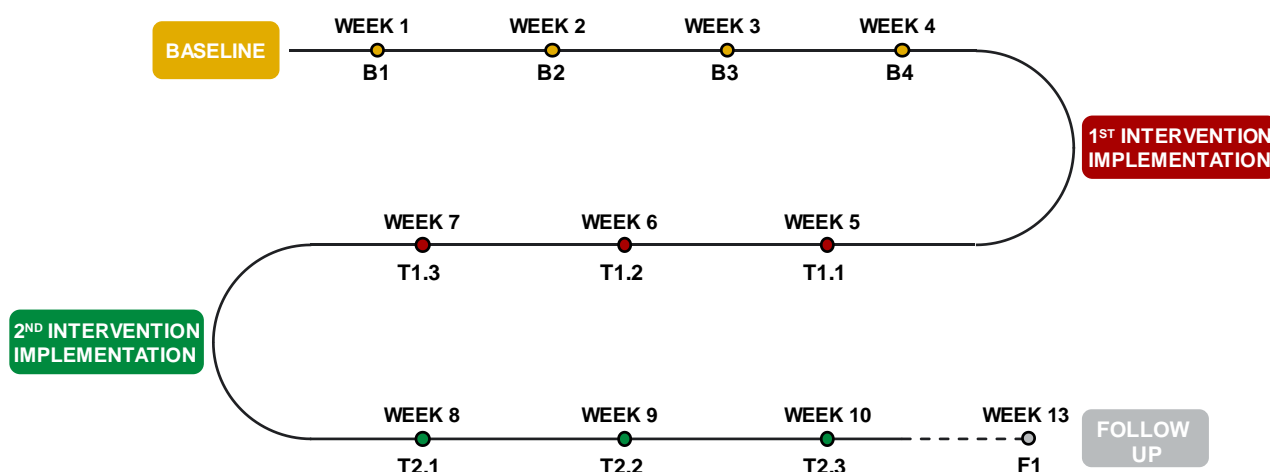 WEEK 1 WEEK 2 WEEK 3 WEEK 4
BASELINE
B1 B2 B3 B4
1ST INTERVENTION
IMPLEMENTATION
WEEK 7 WEEK 6 WEEK 5
T1.3 T1.2 T1.1
2ND INTERVENTION
IMPLEMENTATION
WEEK 8 WEEK 9 WEEK 10 WEEK 13
FOLLOW
UP
T2.1 T2.2 T2.3 F1